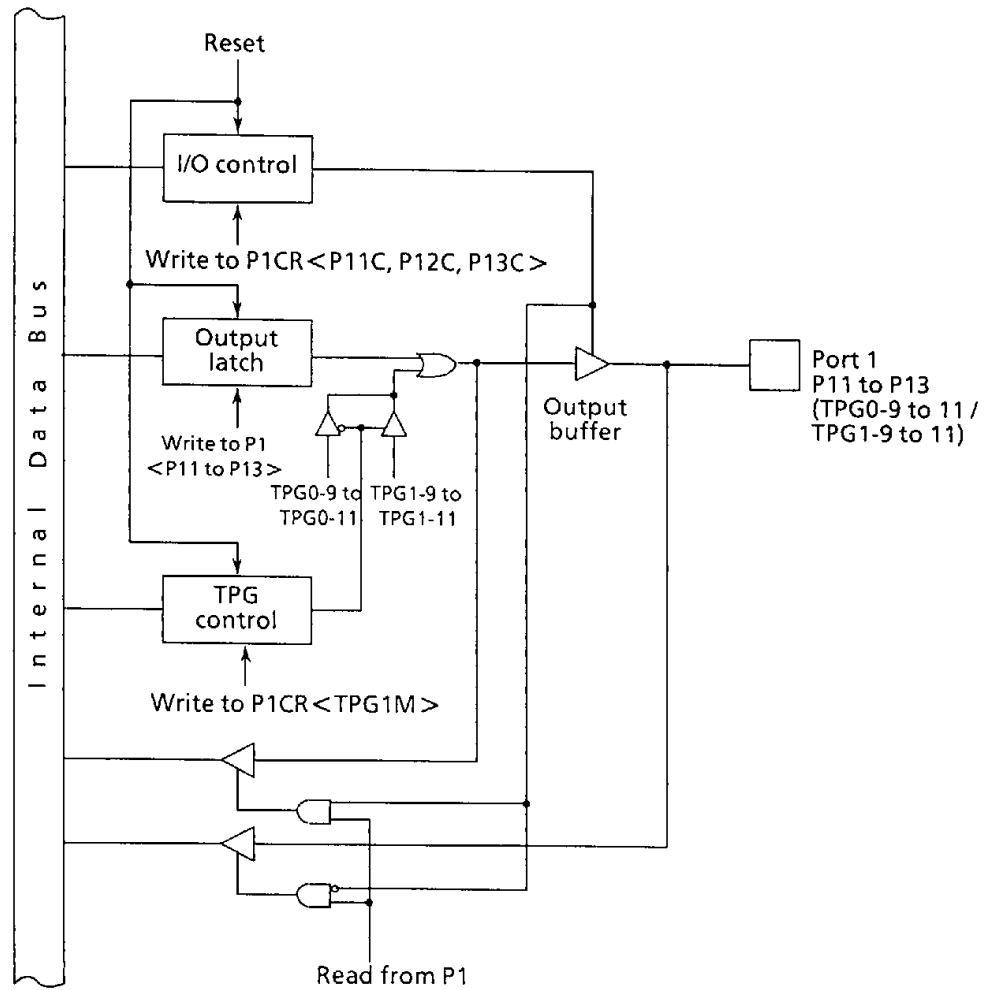 Reset
I/O control
Write to P1CR<P11C, P12C, P13C>
Output
latch
Write to P1
<P11 to P13>
TPG0-9 to
TPG0-11
TPG1-9 to
TPG1-11
Output
buffer
Port 1
P11 to P13
(TPG0-9 to 11 /
TPG1-9 to 11)
TPG
control
Write to P1CR<TPG1M>
Read from P1
Internal Data Bus